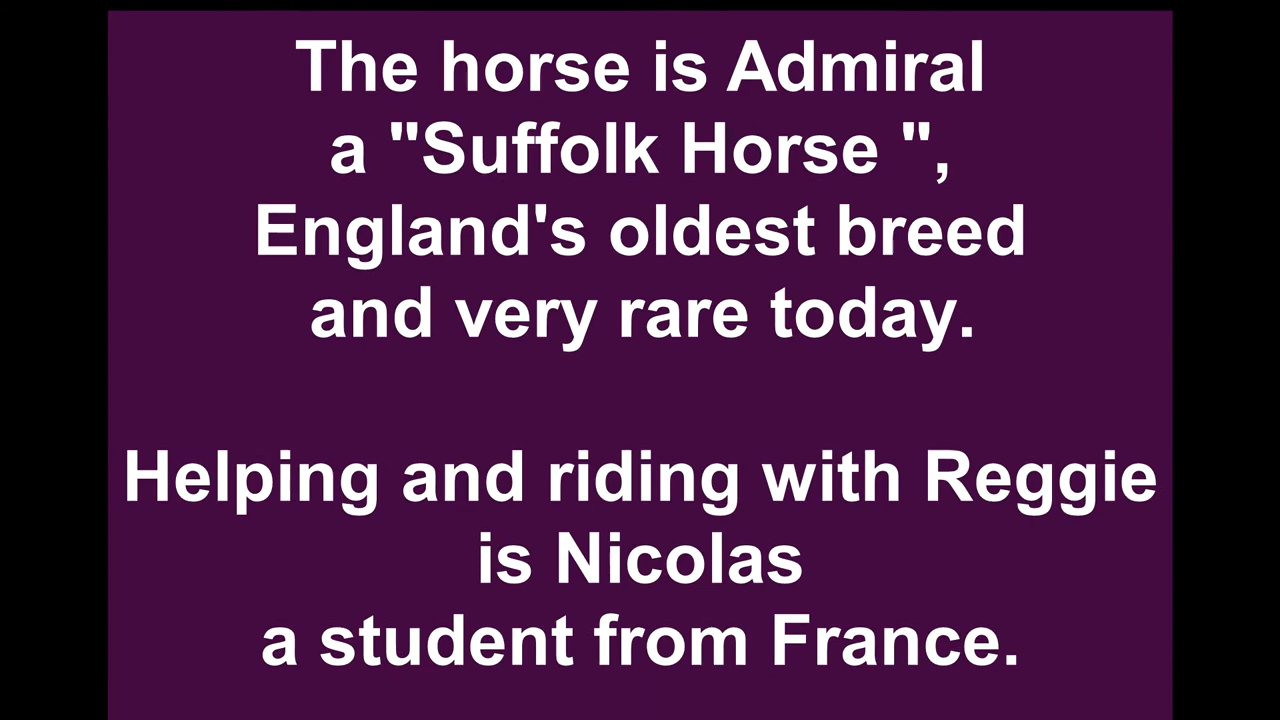 The horse is Admiral
a "Suffolk Horse ",
England's oldest breed
and very rare today.
Helping and riding with Reggie
is Nicolas
a student from France.